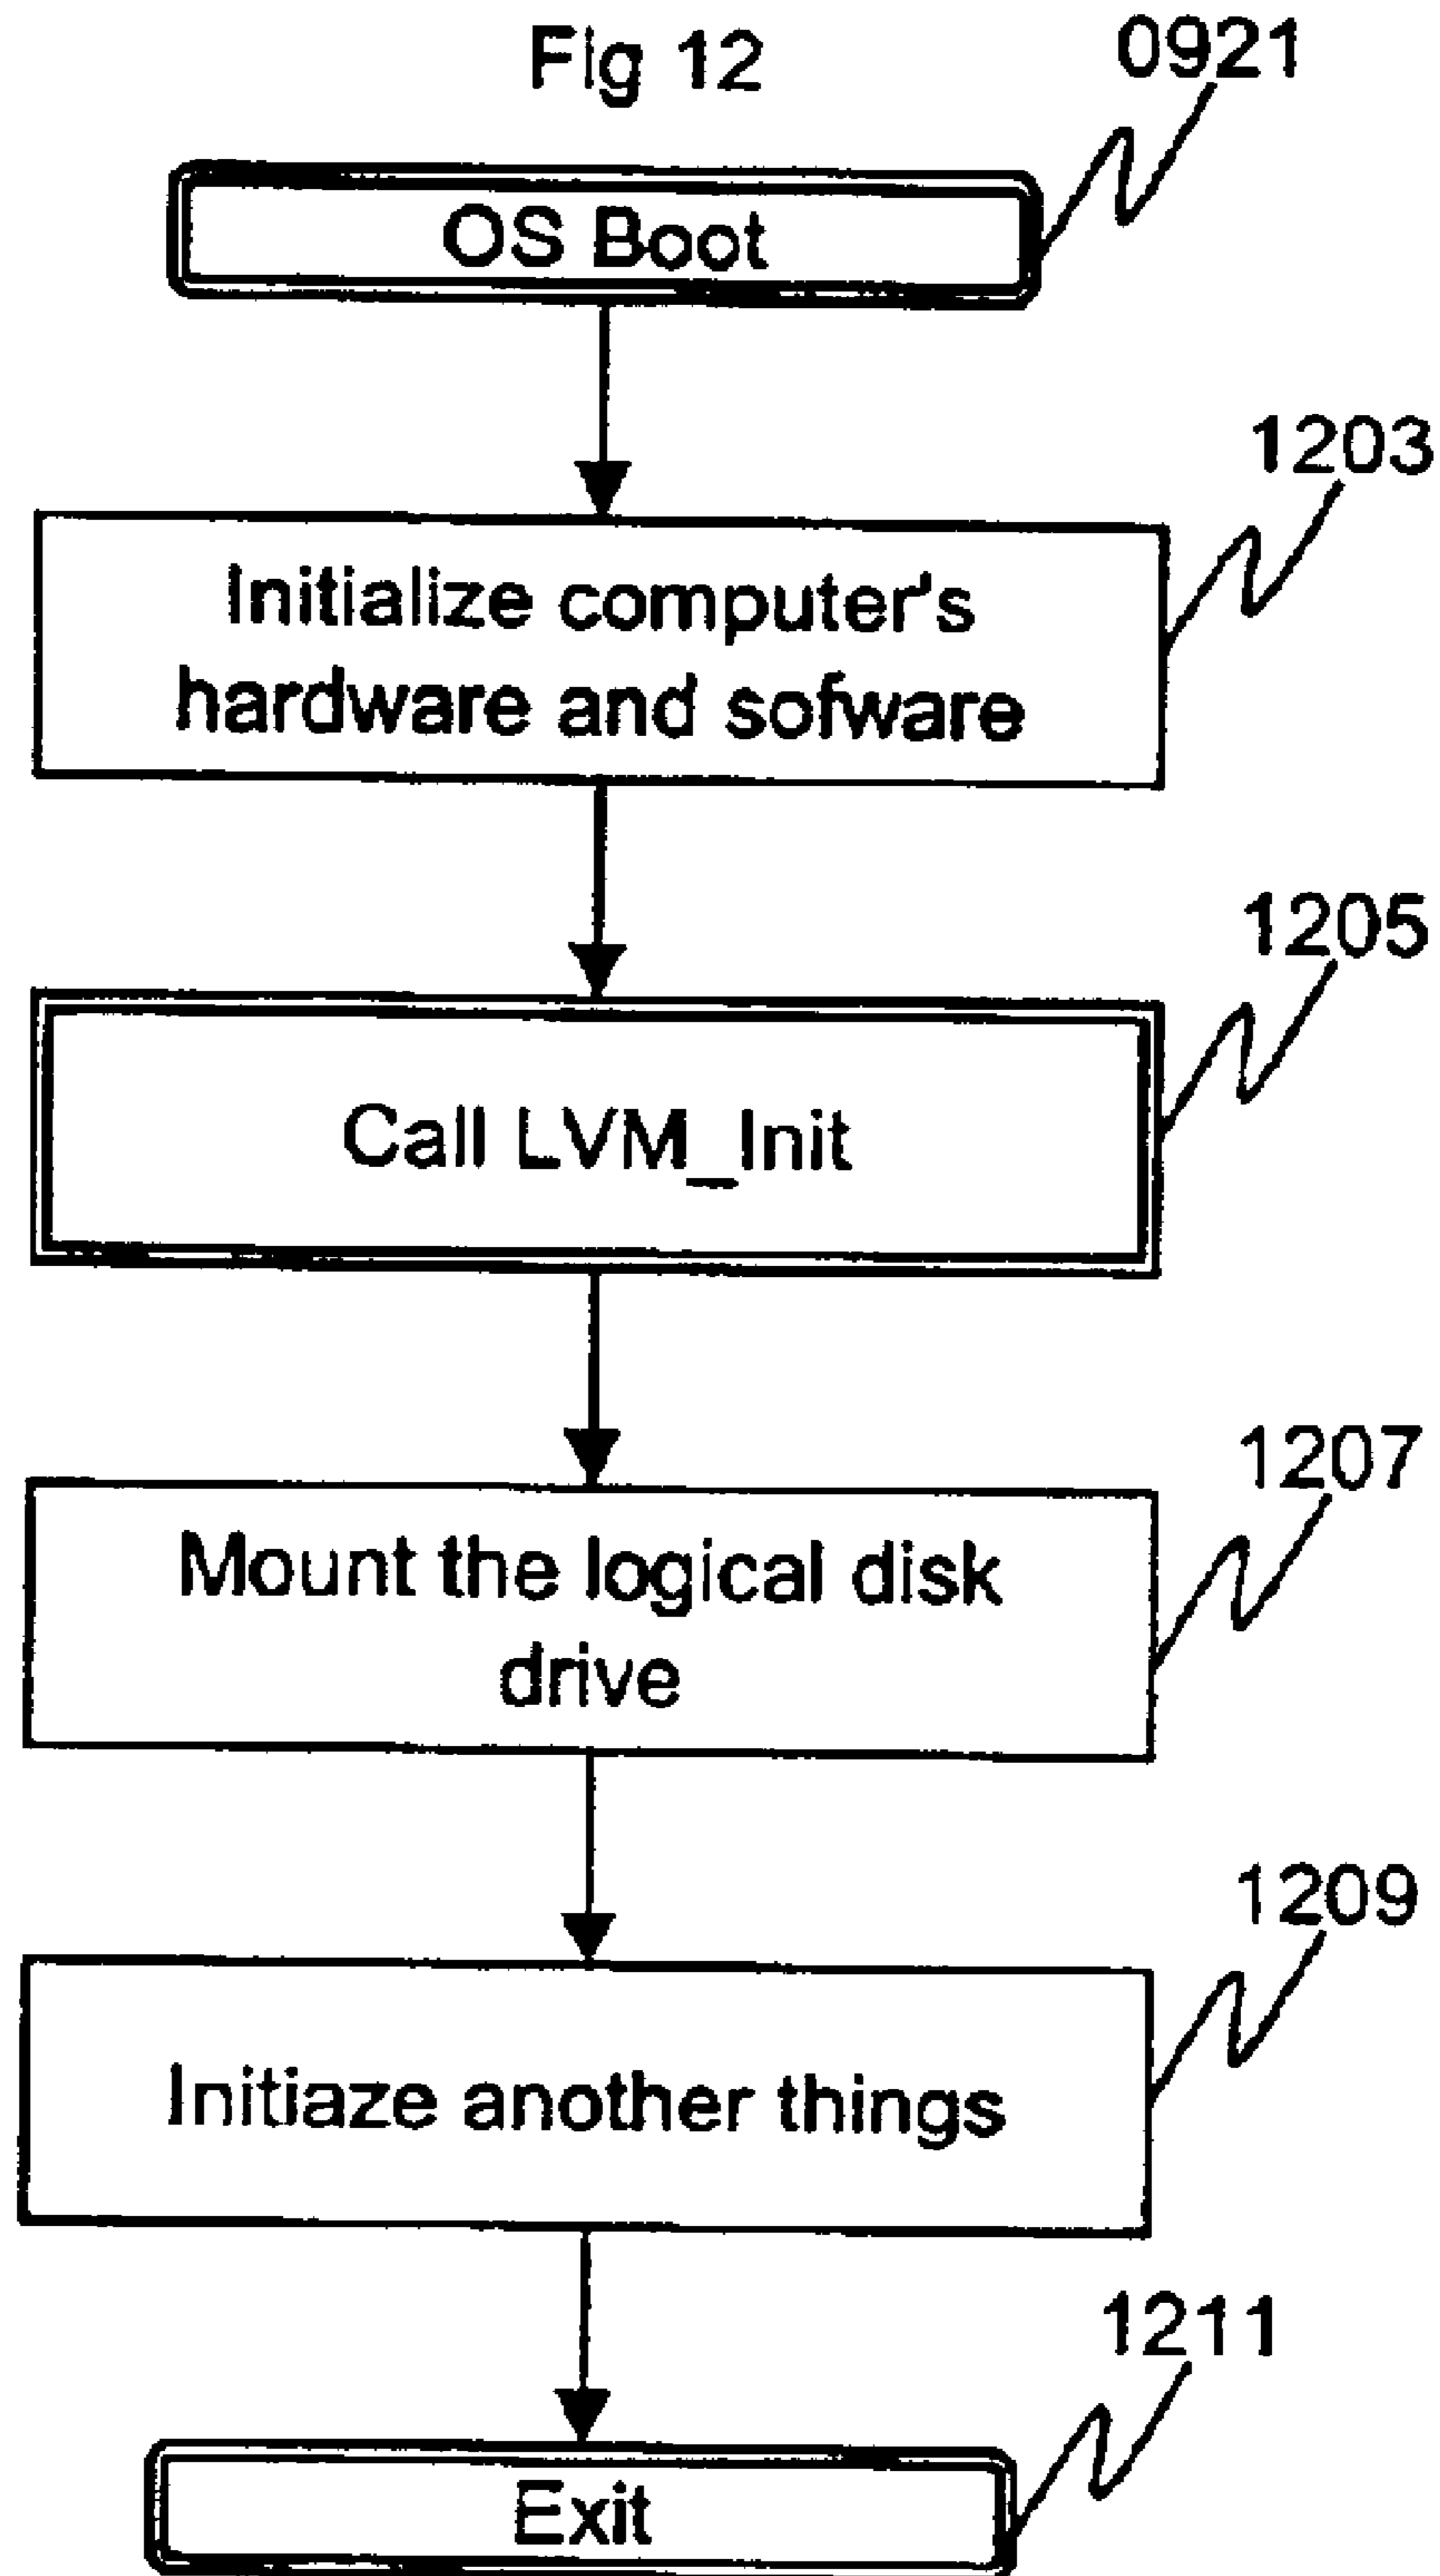 Fig 12
0921
OS Boot
1203
Initialize computer's
hardware and sofware
1205
Call LVM_Init
1207
Mount the logical disk
drive
1209
Initiaze another things
1211
Exit